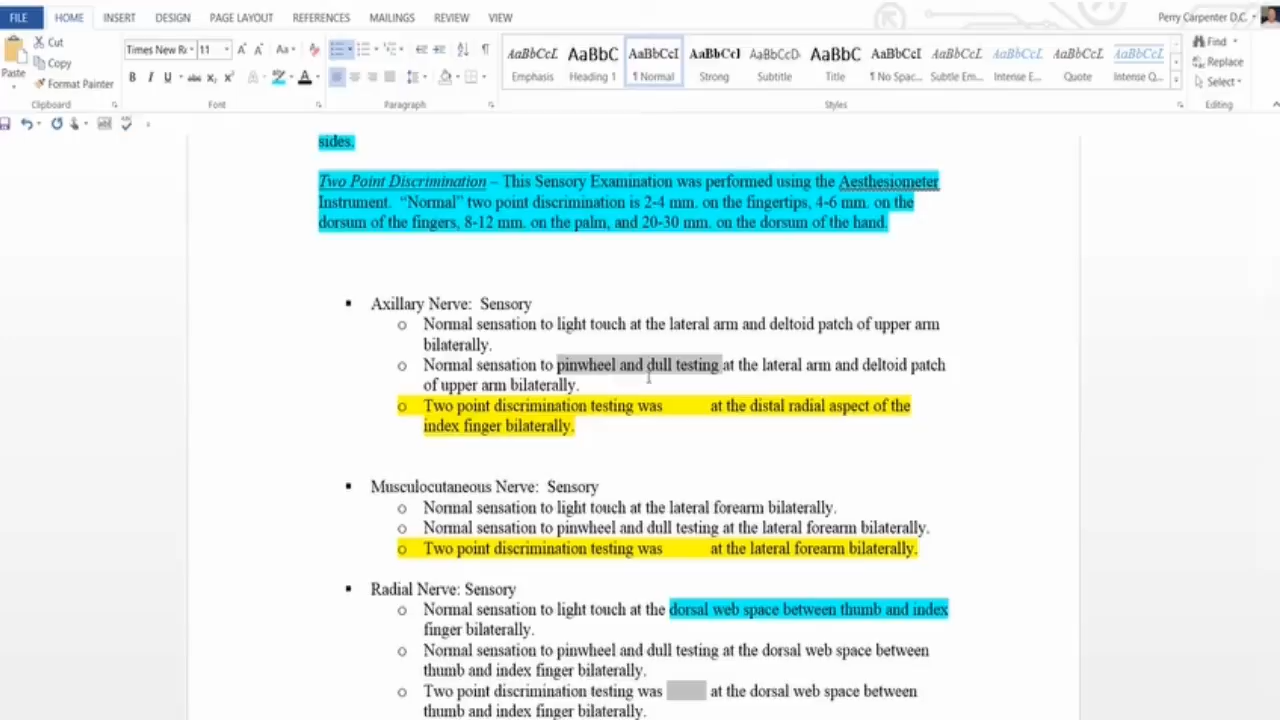 FILE HOME INSERT DESIGN PAGE LAYOUT REFERENCES MAILINGS REVIEW VIEW Perry Carpenter D.C.
Cut
Copy
Format Painter
Paste
Clipboard
Times New Ro 11
Font
Paragraph
AaBbCcL AaBbC AaBbCcI AaBbCcI AaBbCcD AaBbC AaBbCcI AaBbCcL AaBbCcL AaBbCcL AaBbCcL
Emphasis Heading 1 ¶ Normal Strong Subtitle Title ¶ No Spac... Subtle Em... Intense E... Quote Intense Q...
Styles
Find
Replace
Select
Editing
sides.
Two Point Discrimination – This Sensory Examination was performed using the Aesthesiometer
Instrument. “Normal” two point discrimination is 2-4 mm. on the fingertips, 4-6 mm. on the
dorsum of the fingers, 8-12 mm. on the palm, and 20-30 mm. on the dorsum of the hand.
▪ Axillary Nerve: Sensory
o Normal sensation to light touch at the lateral arm and deltoid patch of upper arm
bilaterally.
o Normal sensation to pinwheel and dull testing at the lateral arm and deltoid patch
of upper arm bilaterally.
o Two point discrimination testing was at the distal radial aspect of the
index finger bilaterally.
▪ Musculocutaneous Nerve: Sensory
o Normal sensation to light touch at the lateral forearm bilaterally.
o Normal sensation to pinwheel and dull testing at the lateral forearm bilaterally.
o Two point discrimination testing was at the lateral forearm bilaterally.
▪ Radial Nerve: Sensory
o Normal sensation to light touch at the dorsal web space between thumb and index
finger bilaterally.
o Normal sensation to pinwheel and dull testing at the dorsal web space between
thumb and index finger bilaterally.
o Two point discrimination testing was at the dorsal web space between
thumb and index finger bilaterally.